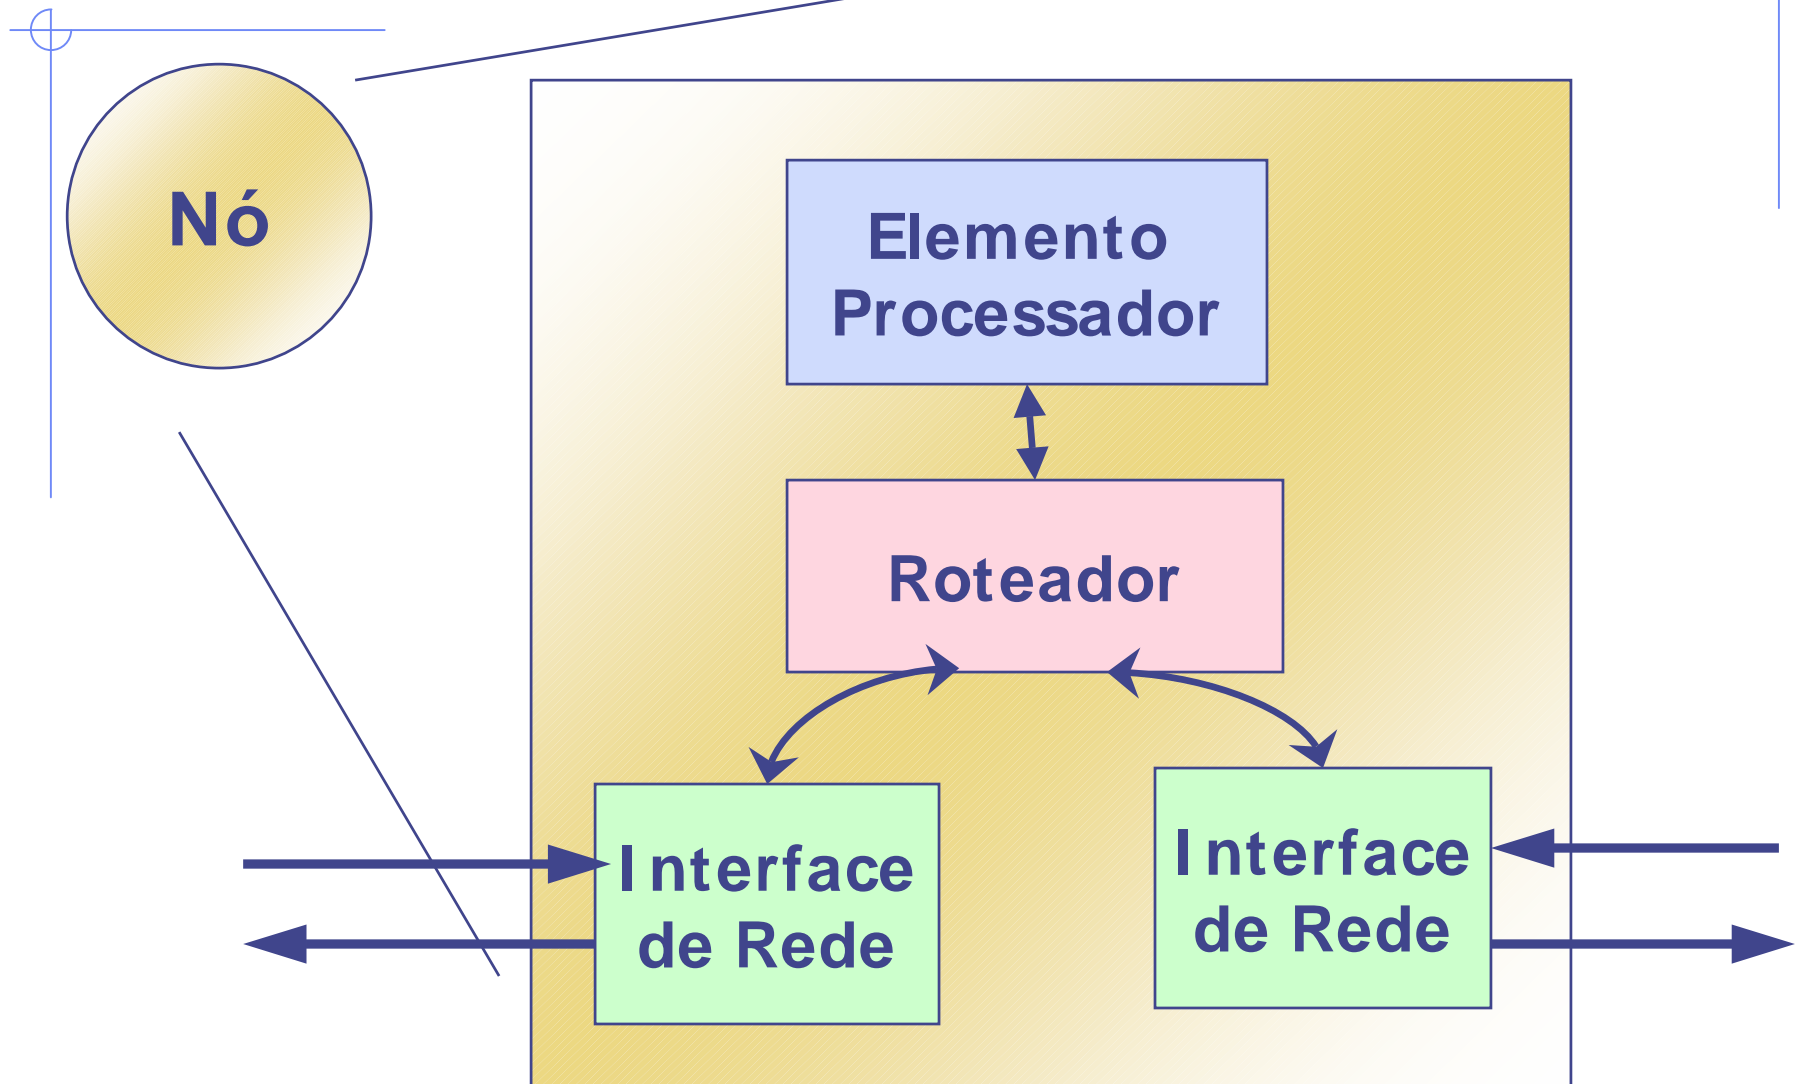 Nó
Elemento
Processador
Roteador
Interface
de Rede
Interface
de Rede